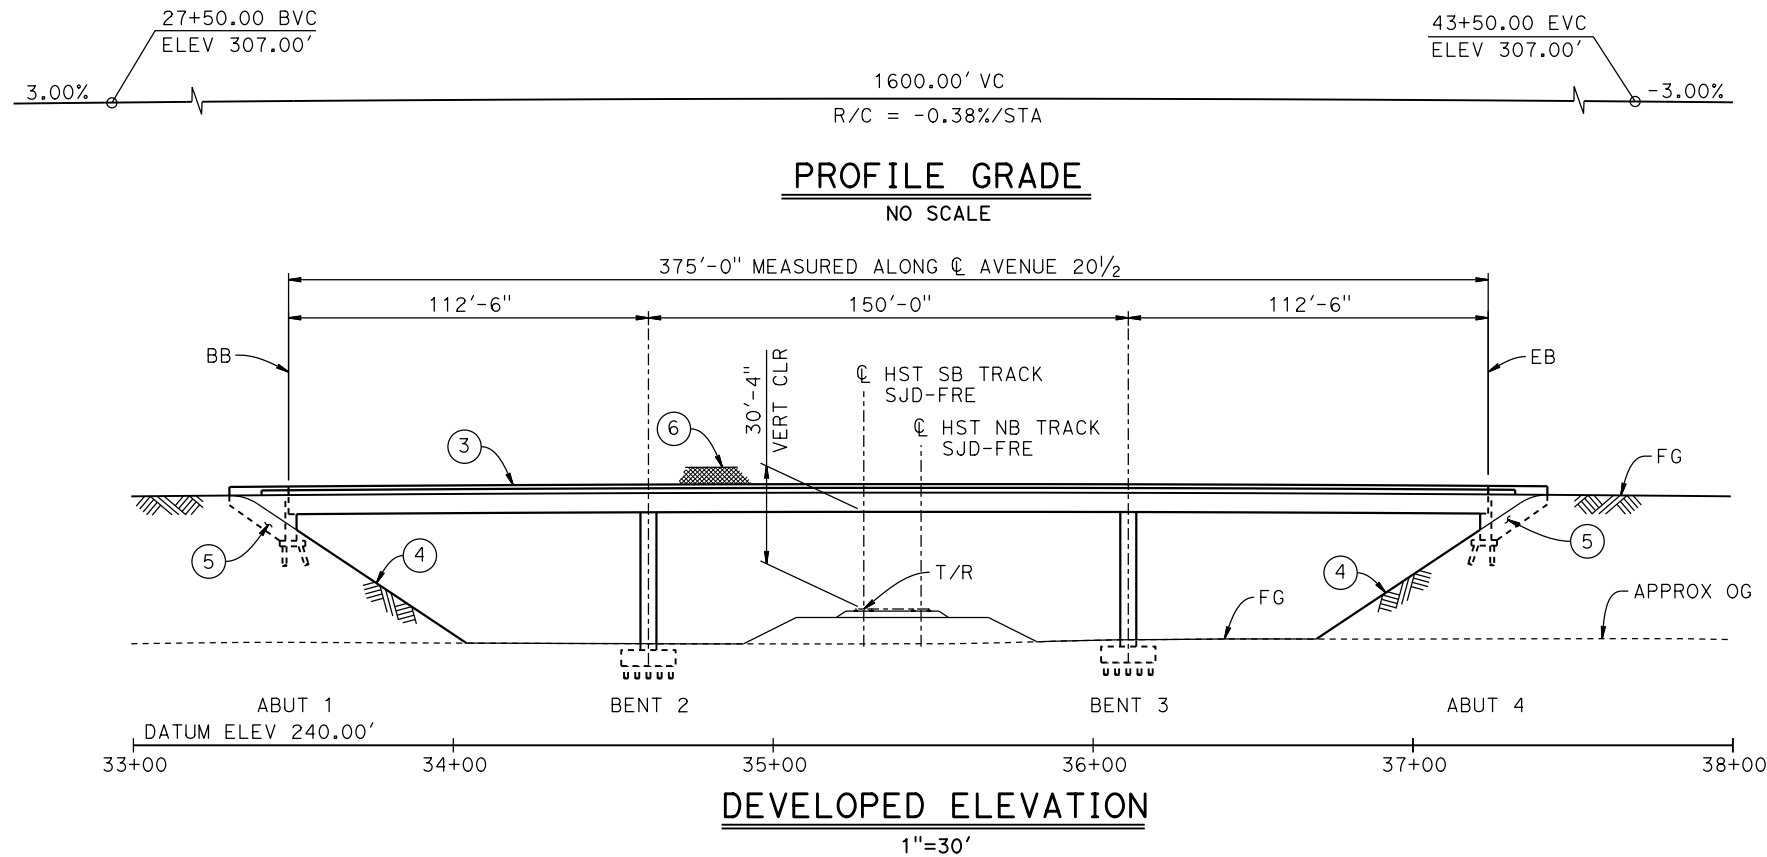 27+50.00 BVC
ELEV 307.00'
43+50.00 EVC
ELEV 307.00'
3.00%
1600.00' VC
-3.00%
R/C = -0.38%/STA
PROFILE GRADE
NO SCALE
375'-0" MEASURED ALONG ℄ AVENUE 20½
112'-6"
150'-0"
112'-6"
BB
EB
30'-4"
VERT CLR
℄ HST SB TRACK
SJD-FRE
℄ HST NB TRACK
SJD-FRE
6
3
FG
5
4
T/R
4
5
FG
APPROX OG
ABUT 1
BENT 2
BENT 3
ABUT 4
DATUM ELEV 240.00'
33+00
34+00
35+00
36+00
37+00
38+00
DEVELOPED ELEVATION
1"=30'